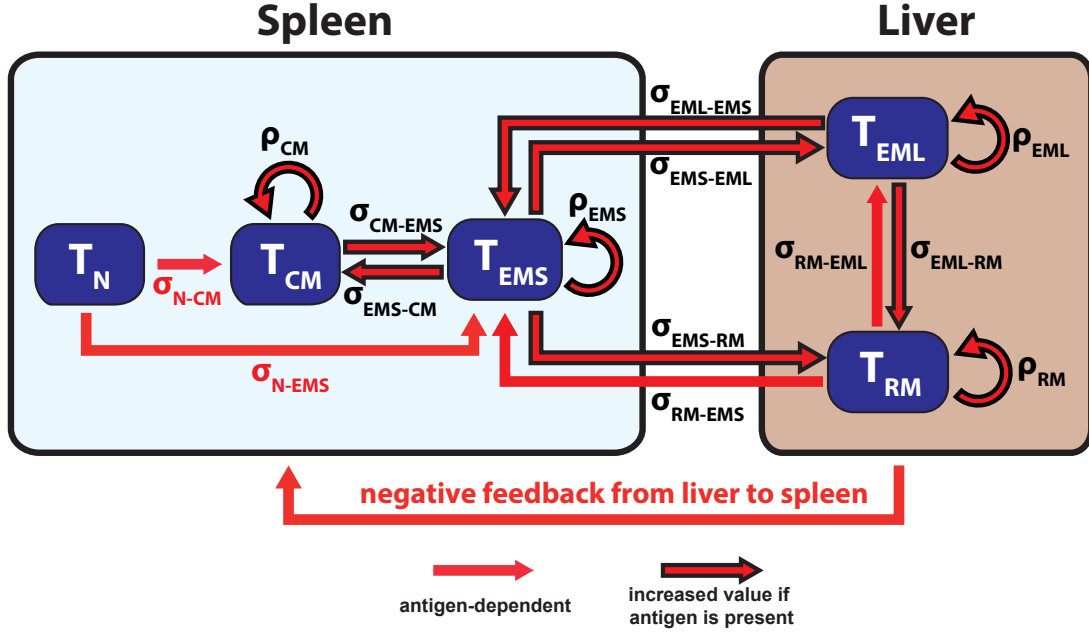 Spleen
Liver
σEML-EMS
TEML
ρEML
σEMS-EML
ρCM
ρEMS
σCM-EMS
TN
σN-CM
TCM
TEMS
σRM-EML
σEML-RM
σEMS-CM
σEMS-RM
σN-EMS
TRM
ρRM
σRM-EMS
negative feedback from liver to spleen
antigen-dependent
increased value if
antigen is present